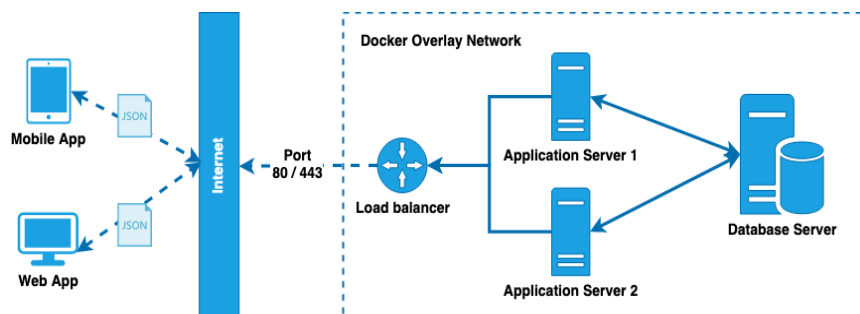 Docker Overlay Network
JSON
Mobile App
Internet
Port
80 / 443
Application Server 1
Load balancer
JSON
Database Server
Web App
Application Server 2